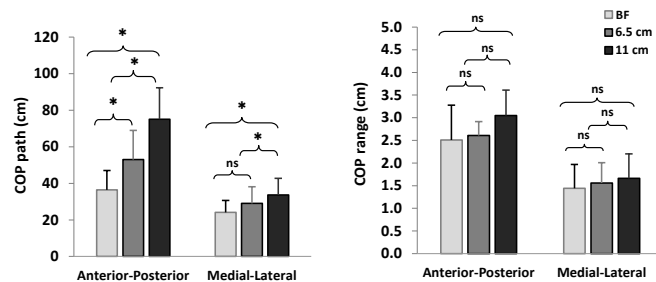 COP path (cm)
120
100
80
60
40
20
0
*
*
*
*
ns
*
Anterior-Posterior
Medial-Lateral
COP range (cm)
5.0
4.5
4.0
3.5
3.0
2.5
2.0
1.5
1.0
0.5
0.0
BF
6.5 cm
11 cm
ns
ns
ns
ns
ns
ns
Anterior-Posterior
Medial-Lateral